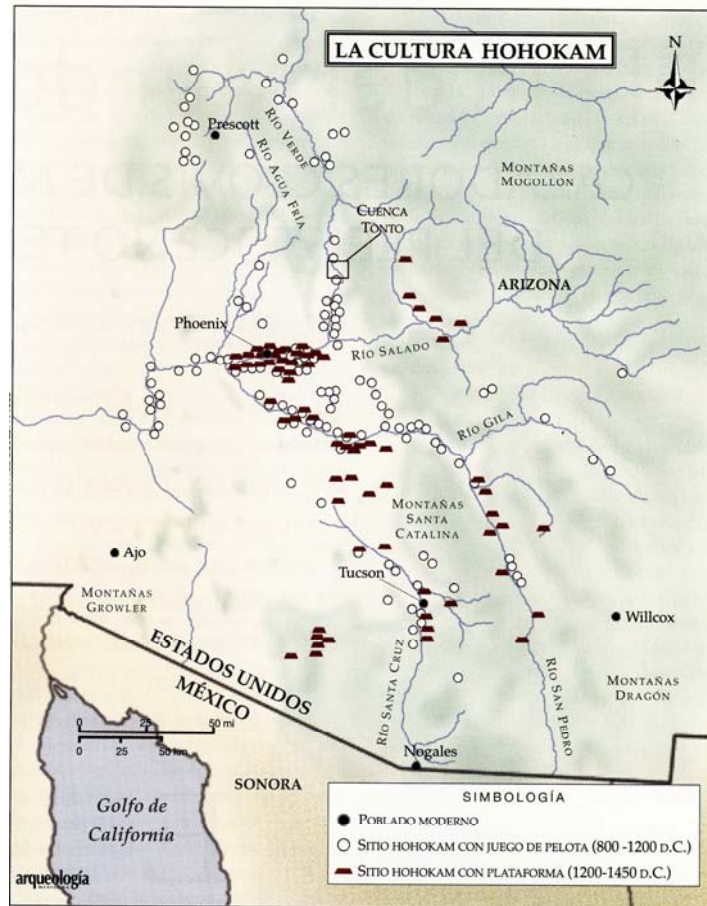 LA CULTURA HOHOKAM
N
Prescott
RÍO VERDE
RÍO AGUA FRÍA
MONTAÑAS
MOGOLLÓN
CUENCA
TONTO
ARIZONA
Phoenix
RÍO SALADO
RÍO GILA
MONTAÑAS
SANTA
CATALINA
Ajo
Tucson
MONTAÑAS
GROWLER
Willcox
ESTADOS UNIDOS
MÉXICO
RÍO SANTA CRUZ
RÍO SAN PEDRO
MONTAÑAS
DRAGÓN
0 25 50 mi
0 25 50 km
Nogales
SONORA
Golfo de
California
SIMBOLOGÍA
POBLADO MODERNO
SITIO HOHOKAM CON JUEGO DE PELOTA (800 -1200 D.C.)
SITIO HOHOKAM CON PLATAFORMA (1200-1450 D.C.)
arqueología